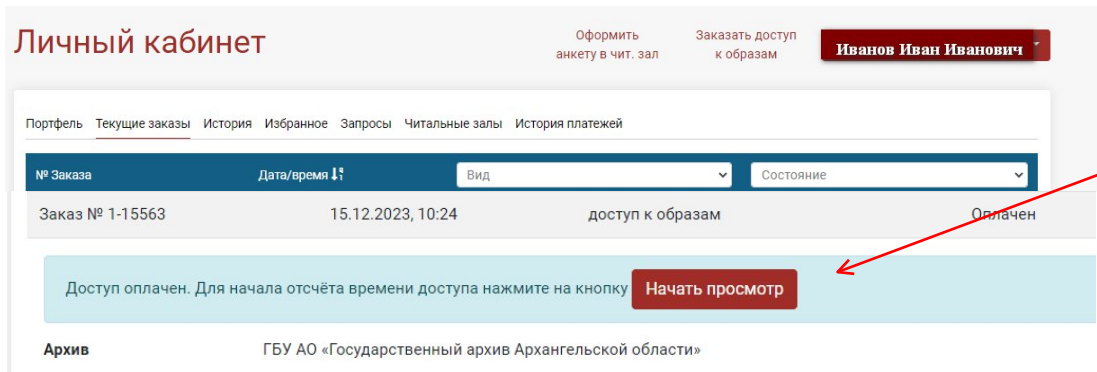 Личный кабинет
Оформить
анкету в чит. зал
Заказать доступ
к образам
Иванов Иван Иванович
Портфель Текущие заказы История Избранное Запросы Читальные залы История платежей
№ Заказа Дата/время Вид Состояние
Заказ № 1-15563 15.12.2023, 10:24 доступ к образам Оплачен
Доступ оплачен. Для начала отсчёта времени доступа нажмите на кнопку Начать просмотр
Архив ГБУ АО «Государственный архив Архангельской области»